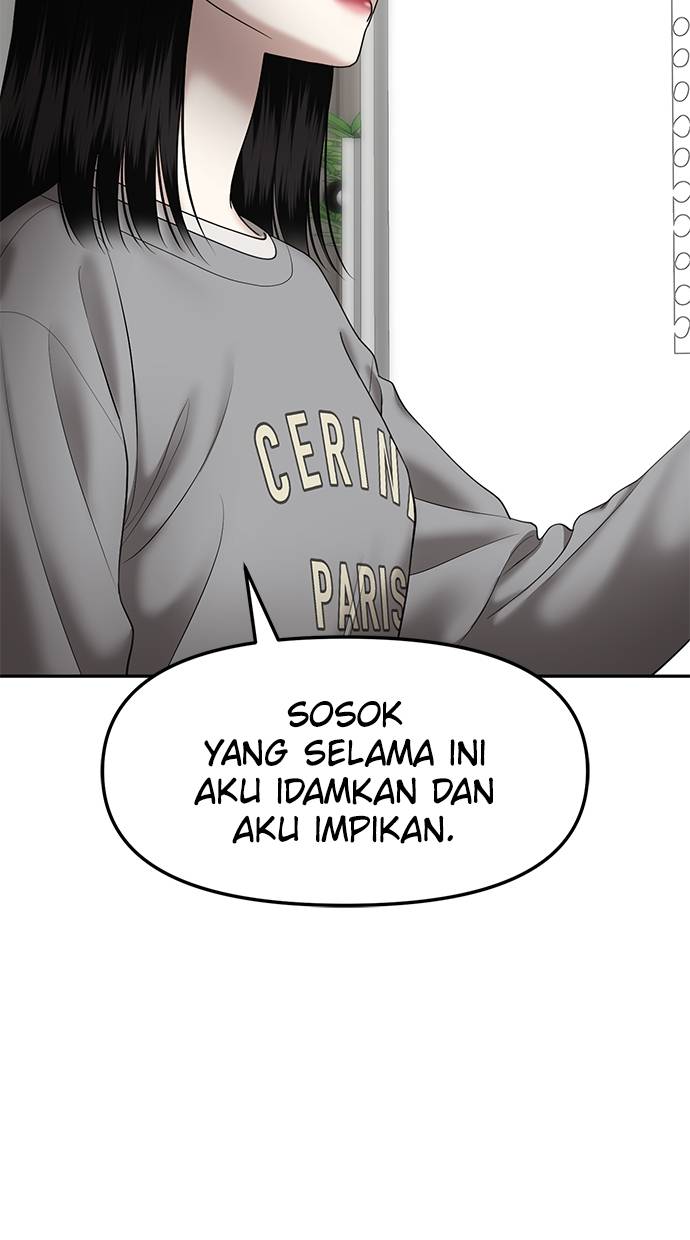 CERIN
PARIS
SOSOK
YANG SELAMA INI
AKU IDAMKAN DAN
AKU IMPIKAN.